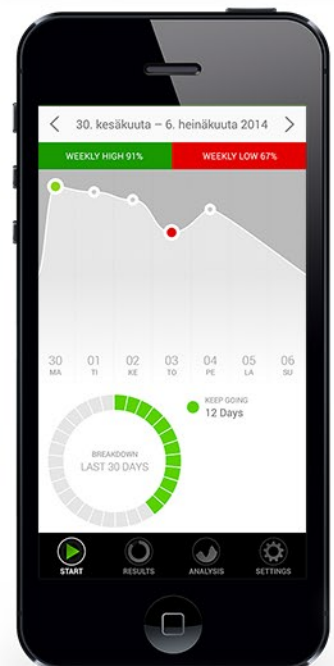 30. kesäkuuta – 6. heinäkuuta 2014
WEEKLY HIGH 91%
WEEKLY LOW 67%
30 01 02 03 04 05 06
MA TI KE TO PE LA SU
KEEP GOING
12 Days
BREAKDOWN
LAST 30 DAYS
START RESULTS ANALYSIS SETTINGS